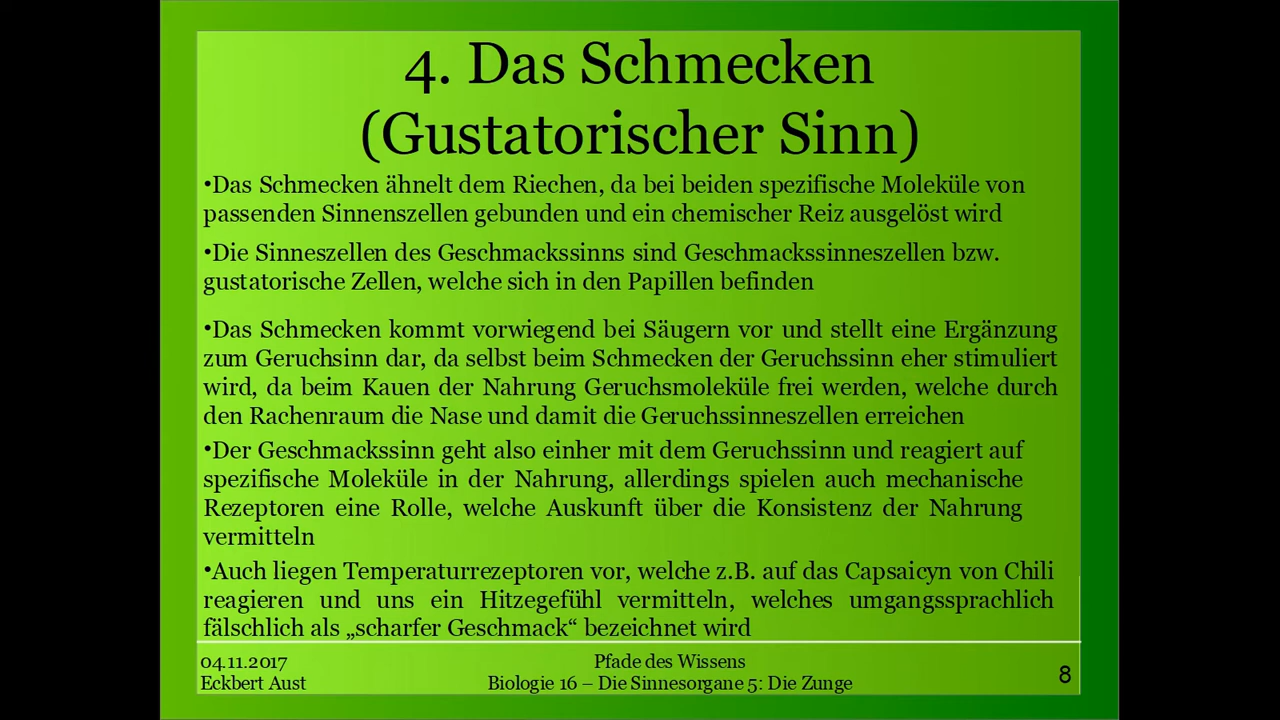 4. Das Schmecken
(Gustatorischer Sinn)
•Das Schmecken ähnelt dem Riechen, da bei beiden spezifische Moleküle von
passenden Sinnenszellen gebunden und ein chemischer Reiz ausgelöst wird
•Die Sinneszellen des Geschmackssinns sind Geschmackssinneszellen bzw.
gustatorische Zellen, welche sich in den Papillen befinden
•Das Schmecken kommt vorwiegend bei Säugern vor und stellt eine Ergänzung
zum Geruchsinn dar, da selbst beim Schmecken der Geruchssinn eher stimuliert
wird, da beim Kauen der Nahrung Geruchsmoleküle frei werden, welche durch
den Rachenraum die Nase und damit die Geruchssinneszellen erreichen
•Der Geschmackssinn geht also einher mit dem Geruchssinn und reagiert auf
spezifische Moleküle in der Nahrung, allerdings spielen auch mechanische
Rezeptoren eine Rolle, welche Auskunft über die Konsistenz der Nahrung
vermitteln
•Auch liegen Temperaturrezeptoren vor, welche z.B. auf das Capsaicyn von Chili
reagieren und uns ein Hitzegefühl vermitteln, welches umgangssprachlich
fälschlich als „scharfer Geschmack“ bezeichnet wird
04.11.2017
Eckbert Aust
Pfade des Wissens
Biologie 16 – Die Sinnesorgane 5: Die Zunge
8